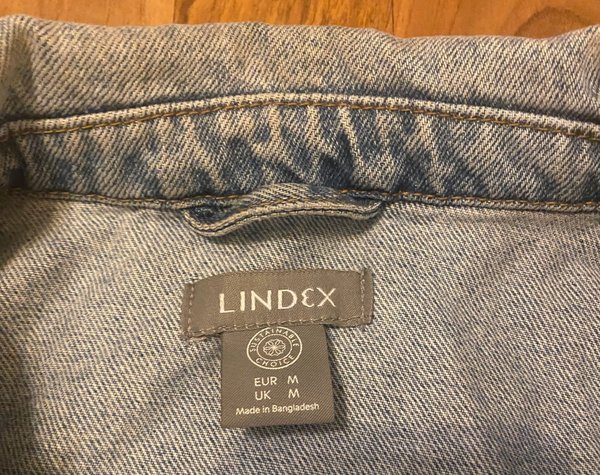 LINDEX
SUSTAINABLE CHOICE
EUR M
UK M
Made in Bangladesh